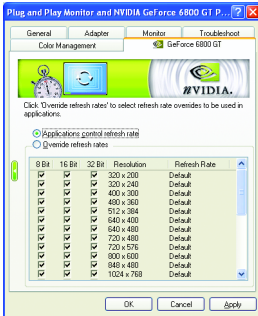 Plug and Play Monitor and NVIDIA GeForce 6800 GT P...
General Adapter Monitor Troubleshoot
Color Management GeForce 6800 GT
nVIDIA.
Click 'Override refresh rates' to select refresh rate overrides to be used in
applications.
Applications control refresh rate
Override refresh rates
8 Bit 16 Bit 32 Bit Resolution Refresh Rate
320 x 200 Default
320 x 240 Default
400 x 300 Default
480 x 360 Default
512 x 384 Default
640 x 400 Default
640 x 480 Default
720 x 480 Default
720 x 576 Default
800 x 600 Default
848 x 480 Default
1024 x 768 Default
OK Cancel Apply